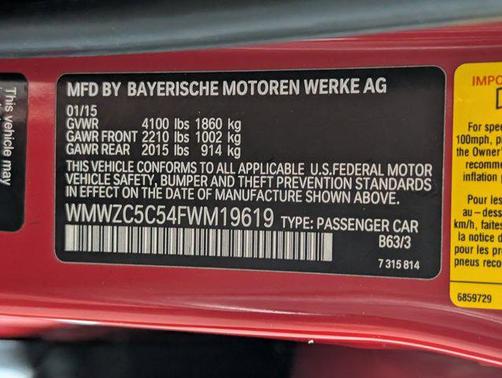 This vehicle may
MFD BY BAYERISCHE MOTOREN WERKE AG
01/15
GVWR 4100 lbs 1860 kg
GAWR FRONT 2210 lbs 1002 kg
GAWR REAR 2015 lbs 914 kg
THIS VEHICLE CONFORMS TO ALL APPLICABLE U.S.FEDERAL MOTOR
VEHICLE SAFETY, BUMPER AND THEFT PREVENTION STANDARDS
IN EFFECT ON THE DATE OF MANUFACTURE SHOWN ABOVE.
WMWZC5C54FWM19619 TYPE: PASSENGER CAR
B63/3
7 315 814
IMPO
For spee
100mph, p
the Owner'
recomme
inflation p
Pour les
au-dess
km/h, faites
la notice d
pour les pre
pneus reco
6859729